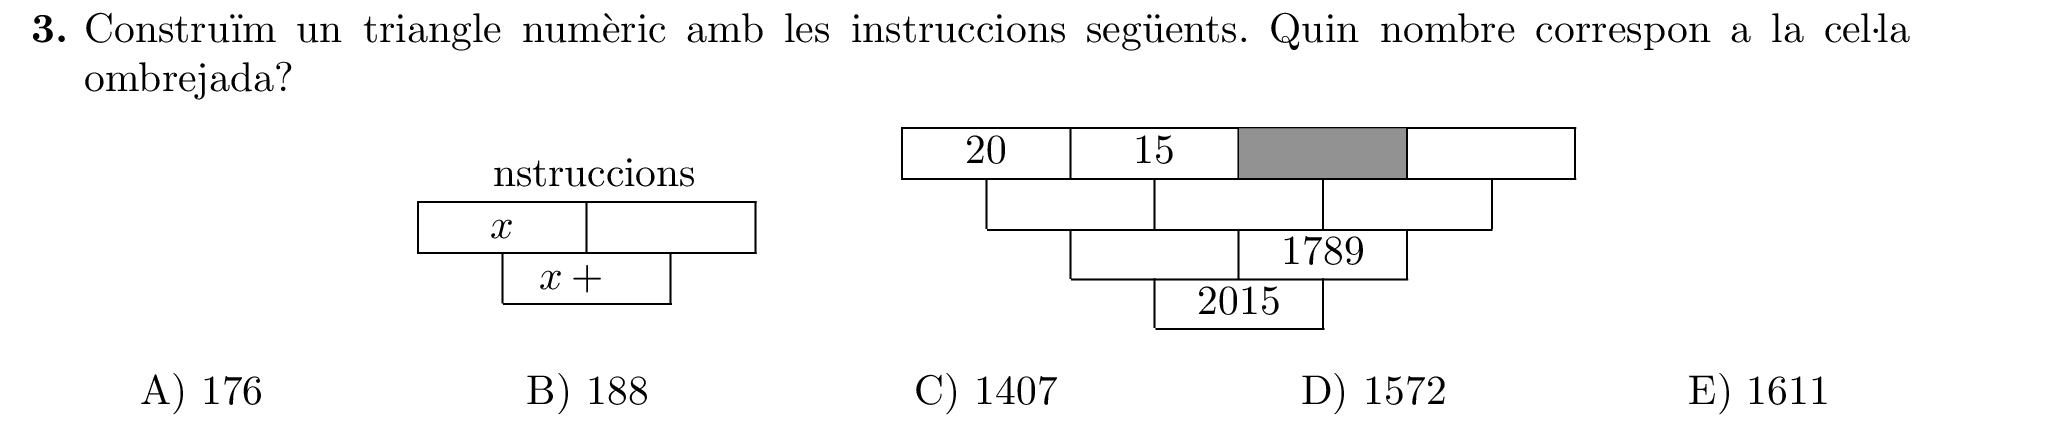 3. Construïm un triangle numèric amb les instruccions següents. Quin nombre correspon a la cel·la
ombrejada?
nstruccions
x
x +
20 15
1789
2015
A) 176 B) 188 C) 1407 D) 1572 E) 1611